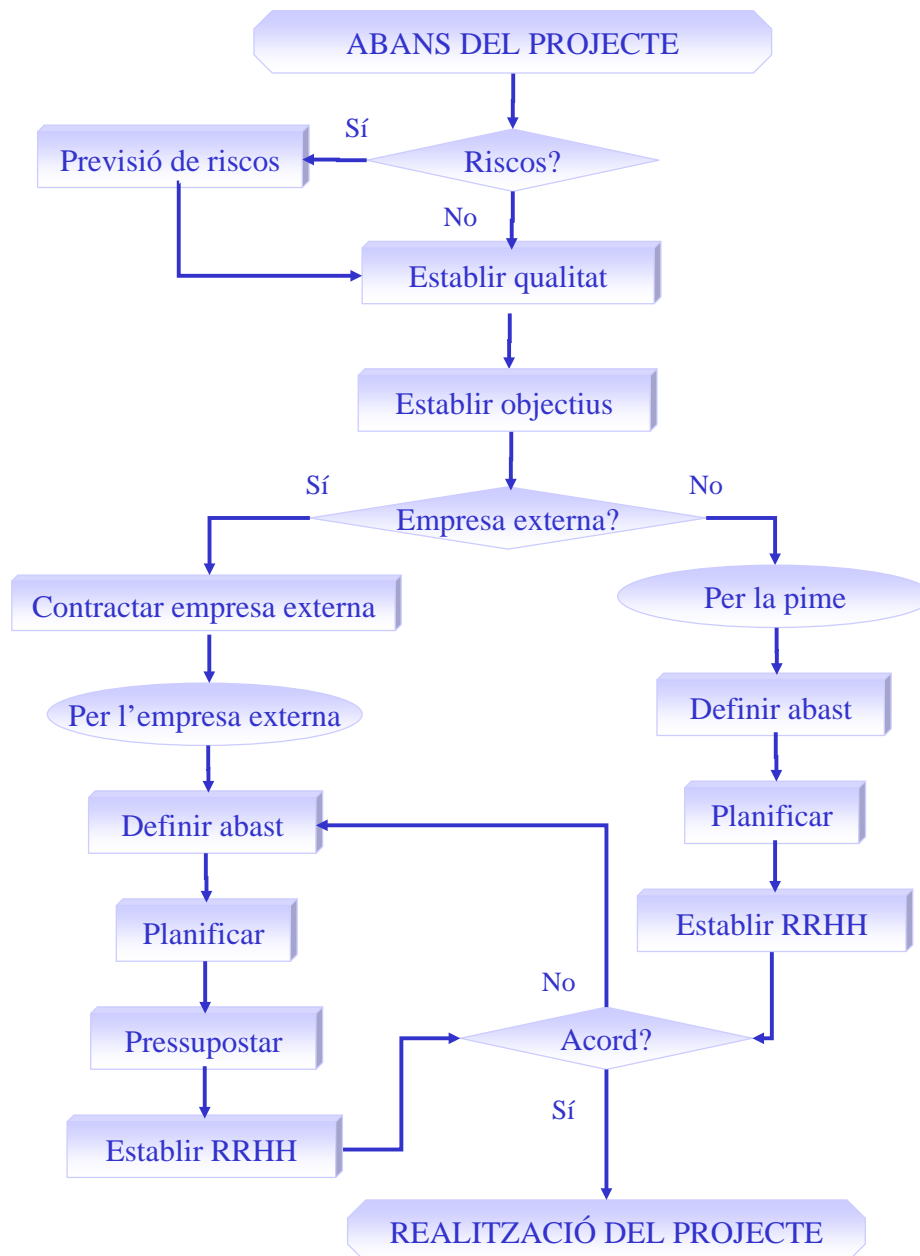 ABANS DEL PROJECTE
Sí
Riscos?
Previsió de riscos
No
Establir qualitat
Establir objectius
Sí
No
Empresa externa?
Contractar empresa externa
Per la pime
Per l’empresa externa
Definir abast
Definir abast
Planificar
Planificar
Establir RRHH
No
Pressupostar
Acord?
Sí
Establir RRHH
REALITZACIÓ DEL PROJECTE